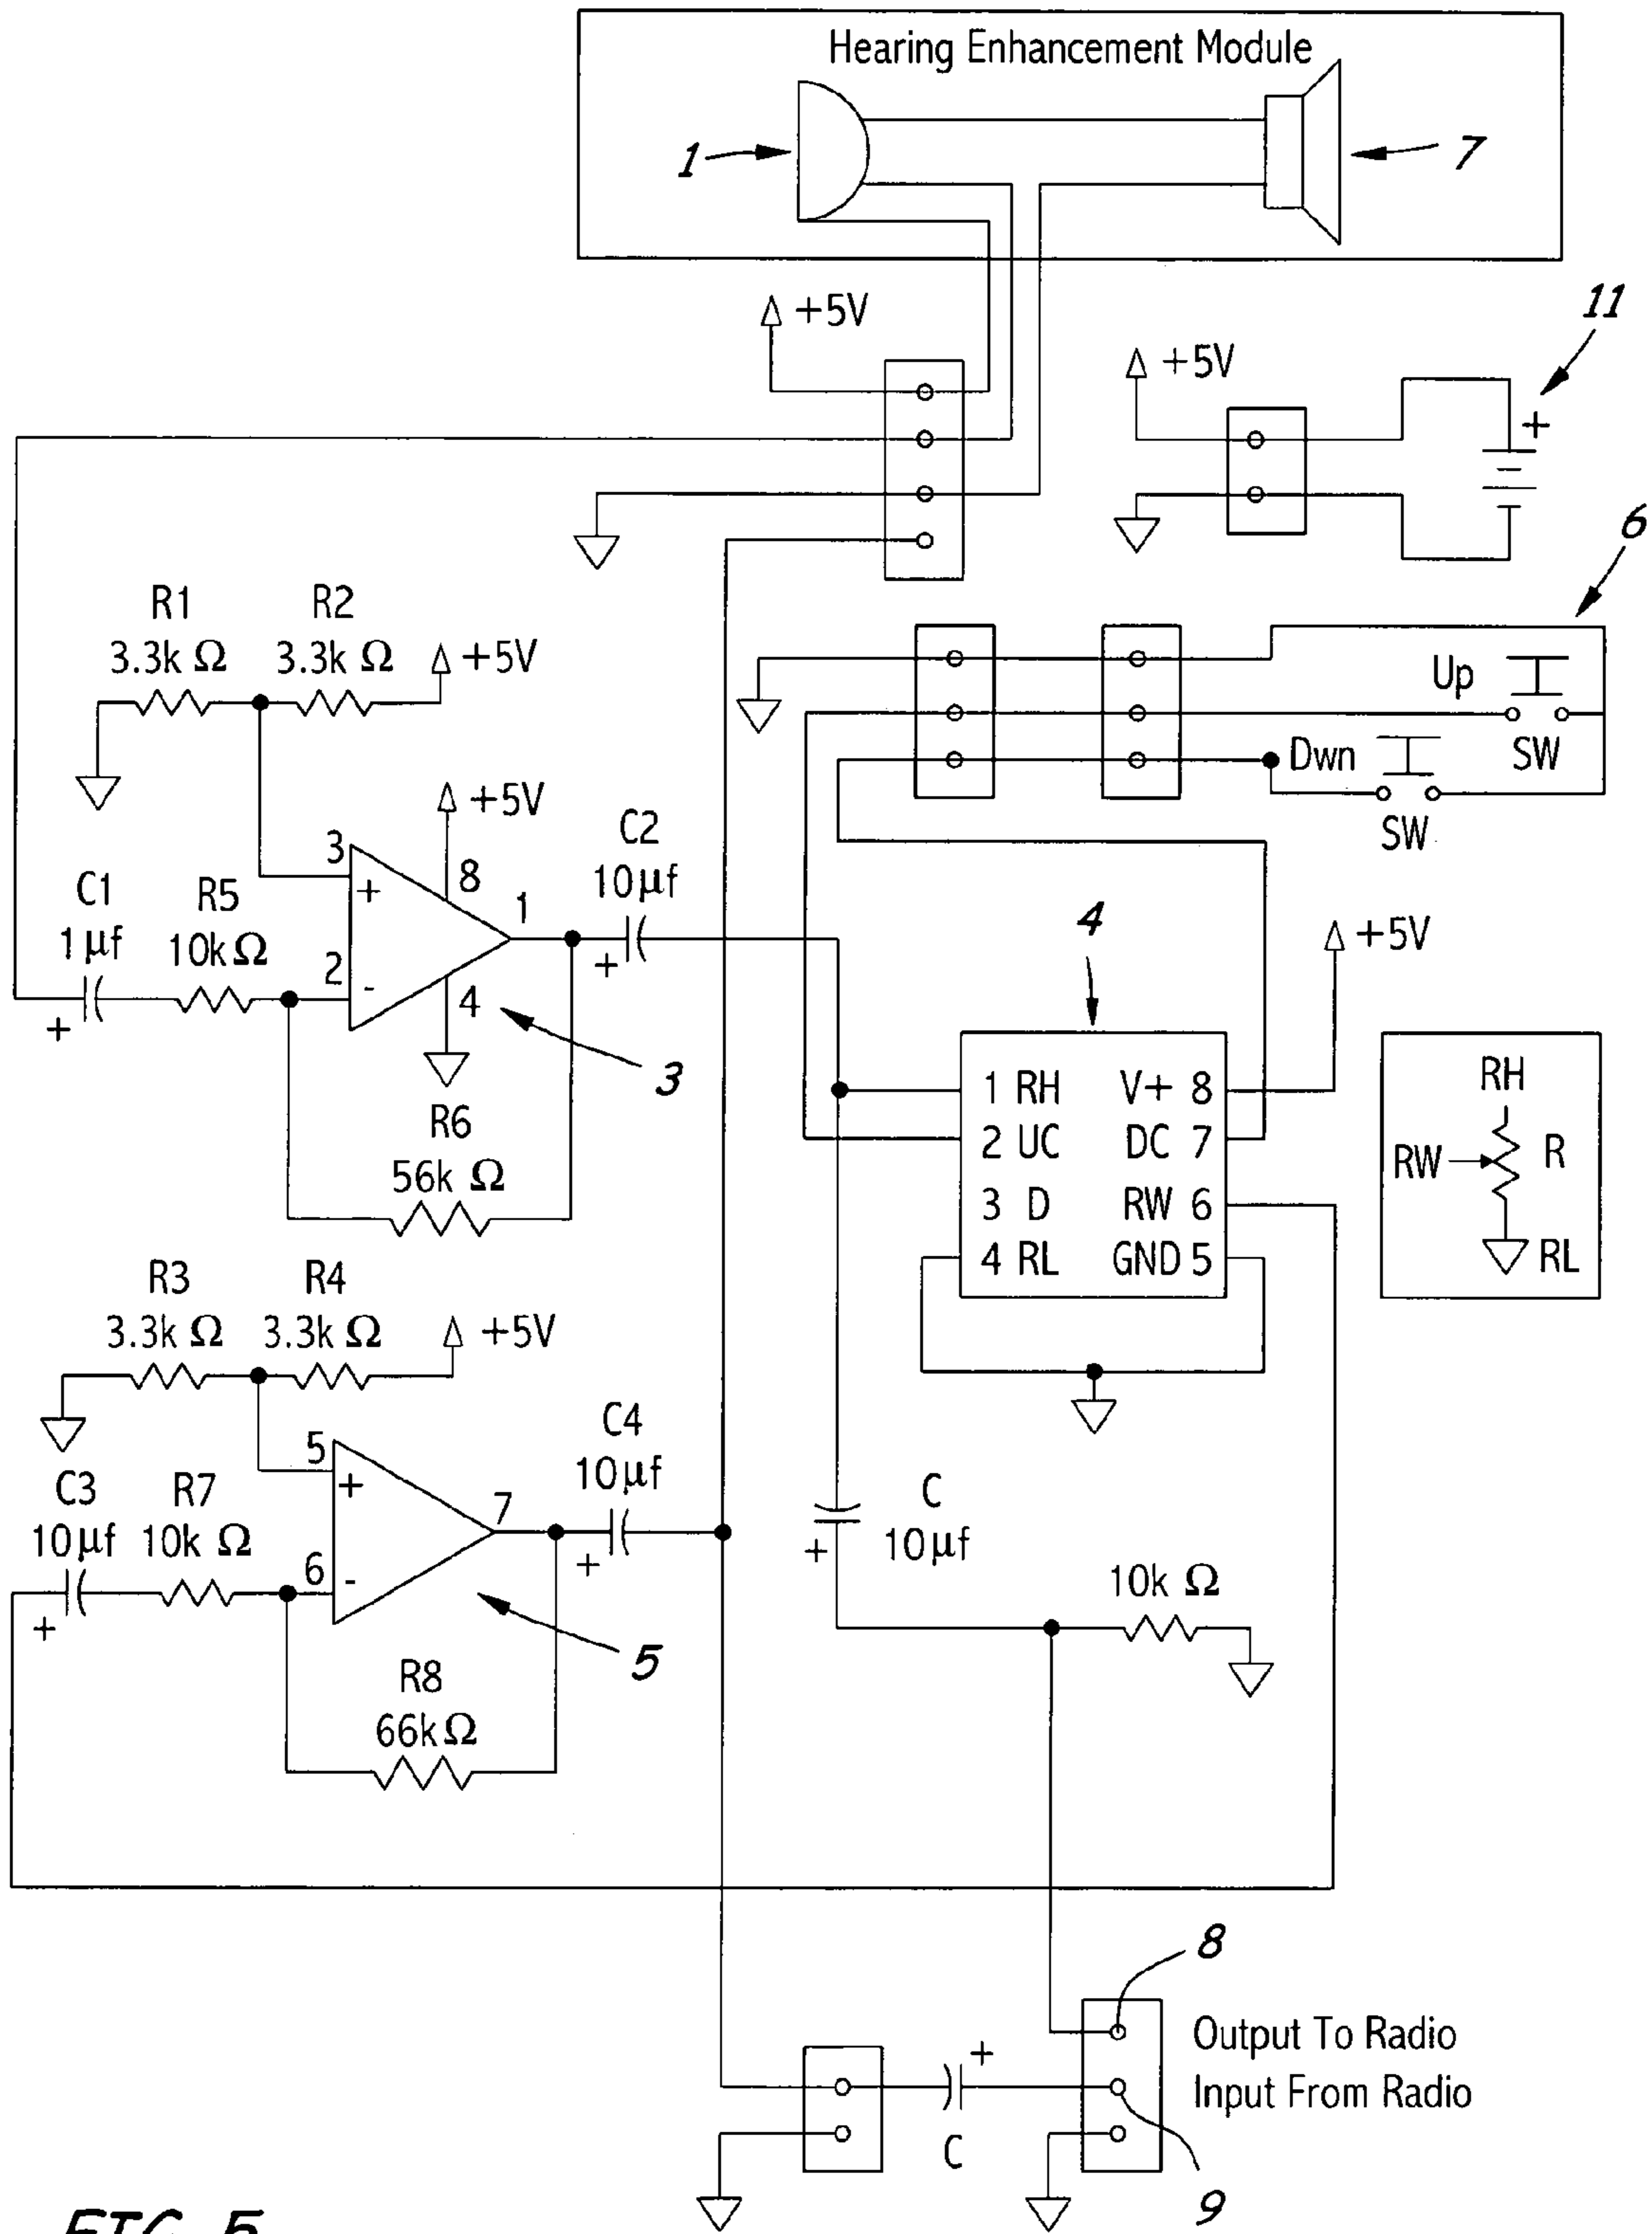 Hearing Enhancement Module
1
7
+5V
+5V
11
+
6
R1
R2
3.3k Ω
3.3k Ω
+5V
Up
SW
Dwn
SW
+5V
C2
10μf
3
+
8
1
C1
1μf
R5
10kΩ
2
-
4
+
+
3
4
+5V
1 RH
V+ 8
2 UC
DC 7
3 D
RW 6
4 RL
GND 5
RH
RW
R
RL
R6
56k Ω
R3
R4
3.3k Ω
3.3k Ω
+5V
C4
10μf
5
+
7
C3
10μf
R7
10k Ω
6
-
+
+
5
C
10μf
+
10k Ω
R8
66kΩ
8
Output To Radio
Input From Radio
+
C
9
FIG. 5